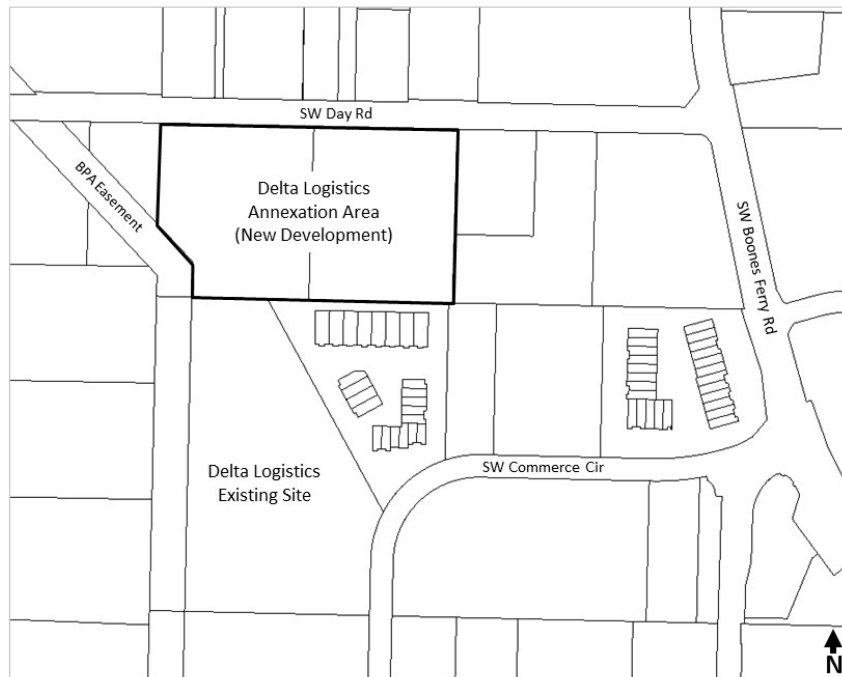 SW Day Rd
BPA Easement
Delta Logistics
Annexation Area
(New Development)
SW Boones Ferry Rd
Delta Logistics
Existing Site
SW Commerce Cir
N